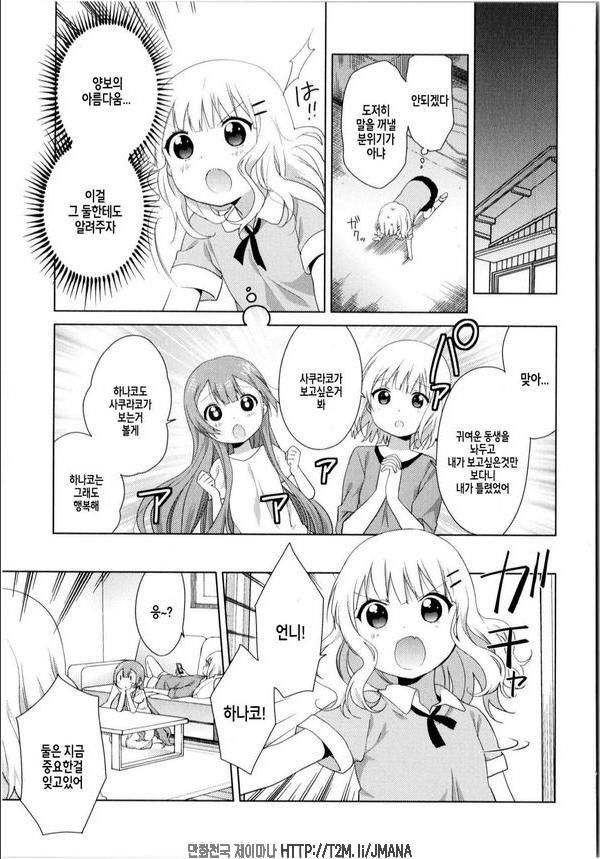 안되겠다
도저히
말을 꺼낼
분위기가
아냐
ガクッ
は!!
양보의
아름다움...
이걸
그 둘한테도
알려주자
パアアアア
맞아...
귀여운 동생을
놔두고
내가 보고싶은것만
보다니
내가 틀렸었어
사쿠라코가
보고싶은거
봐
하나코도
사쿠라코가
보는거
볼게
하나코는
그래도
행복해
ガバッ
언니!
하나코!
응~?
둘은 지금
중요한걸
잊고있어
만화천국 제이마나 HTTP://T2M.li/JMANA